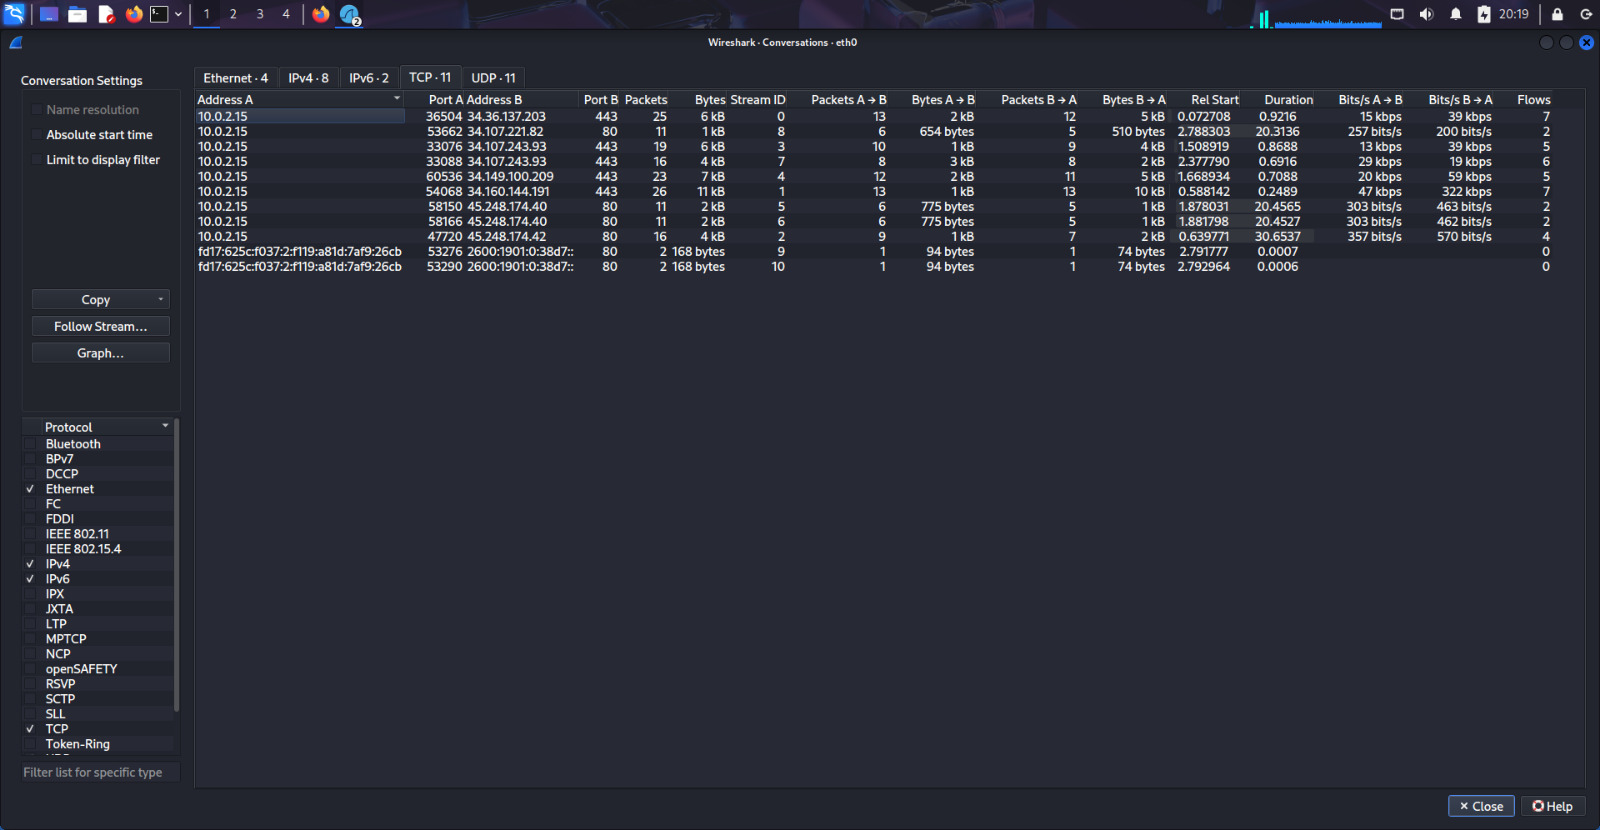 1 2 3 4 2 20:19
Wireshark · Conversations · eth0
Conversation Settings
Name resolution
Absolute start time
Limit to display filter
Copy
Follow Stream…
Graph…
Protocol
Bluetooth
BPv7
DCCP
Ethernet
FC
FDDI
IEEE 802.11
IEEE 802.15.4
IPv4
IPv6
IPX
JXTA
LTP
MPTCP
NCP
openSAFETY
RSVP
SCTP
SLL
TCP
Token-Ring
Filter list for specific type
Ethernet · 4 IPv4 · 8 IPv6 · 2 TCP · 11 UDP · 11
Address A Port A Address B Port B Packets Bytes Stream ID Packets A → B Bytes A → B Packets B → A Bytes B → A Rel Start Duration Bits/s A → B Bits/s B → A Flows
10.0.2.15 36504 34.36.137.203 443 25 6 kB 0 13 2 kB 12 5 kB 0.072708 0.9216 15 kbps 39 kbps 7
10.0.2.15 53662 34.107.221.82 80 11 1 kB 8 6 654 bytes 5 510 bytes 2.788303 20.3136 257 bits/s 200 bits/s 2
10.0.2.15 33076 34.107.243.93 443 19 6 kB 3 10 1 kB 9 4 kB 1.508919 0.8688 13 kbps 39 kbps 5
10.0.2.15 33088 34.107.243.93 443 16 4 kB 7 8 3 kB 8 2 kB 2.377790 0.6916 29 kbps 19 kbps 6
10.0.2.15 60536 34.149.100.209 443 23 7 kB 4 12 2 kB 11 5 kB 1.668934 0.7088 20 kbps 59 kbps 5
10.0.2.15 54068 34.160.144.191 443 26 11 kB 1 13 1 kB 13 10 kB 0.588142 0.2489 47 kbps 322 kbps 7
10.0.2.15 58150 45.248.174.40 80 11 2 kB 5 6 775 bytes 5 1 kB 1.878031 20.4565 303 bits/s 463 bits/s 2
10.0.2.15 58166 45.248.174.40 80 11 2 kB 6 6 775 bytes 5 1 kB 1.881798 20.4527 303 bits/s 462 bits/s 2
10.0.2.15 47720 45.248.174.42 80 16 4 kB 2 9 1 kB 7 2 kB 0.639771 30.6537 357 bits/s 570 bits/s 4
fd17:625c:f037:2:f119:a81d:7af9:26cb 53276 2600:1901:0:38d7:: 80 2 168 bytes 9 1 94 bytes 1 74 bytes 2.791777 0.0007 0
fd17:625c:f037:2:f119:a81d:7af9:26cb 53290 2600:1901:0:38d7:: 80 2 168 bytes 10 1 94 bytes 1 74 bytes 2.792964 0.0006 0
Close Help